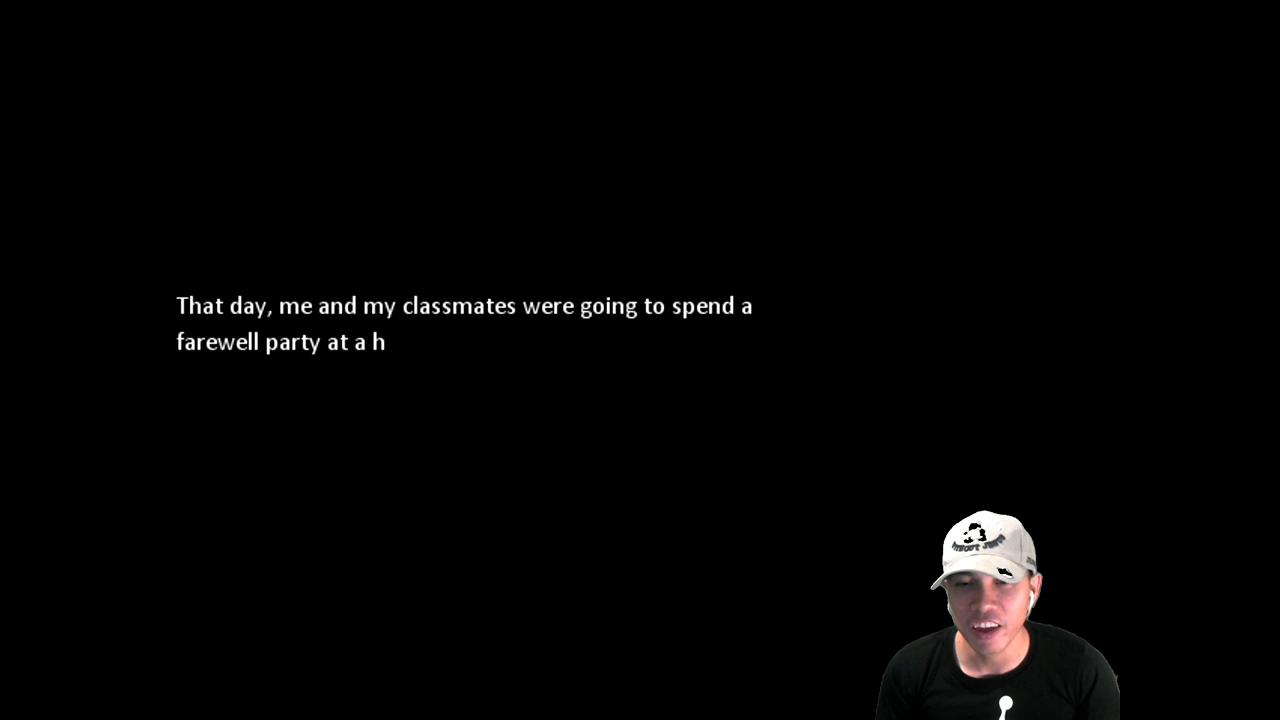 That day, me and my classmates were going to spend a
farewell party at a h